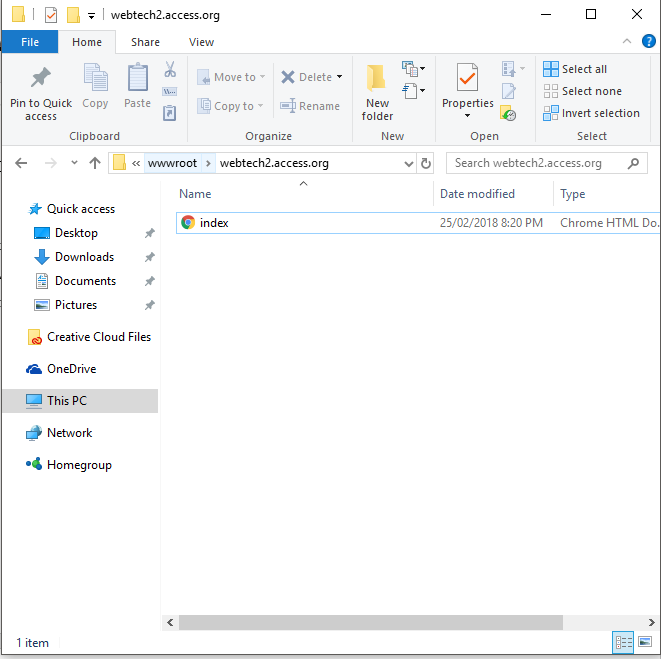 webtech2.access.org
File Home Share View
Pin to Quick access
Copy
Paste
Clipboard
Move to
Copy to
Delete
Rename
Organize
New folder
New
Properties
Open
Select all
Select none
Invert selection
Select
« wwwroot > webtech2.access.org
Search webtech2.access.org
Name Date modified Type
index 25/02/2018 8:20 PM Chrome HTML Do...
Quick access
Desktop
Downloads
Documents
Pictures
Creative Cloud Files
OneDrive
This PC
Network
Homegroup
1 item